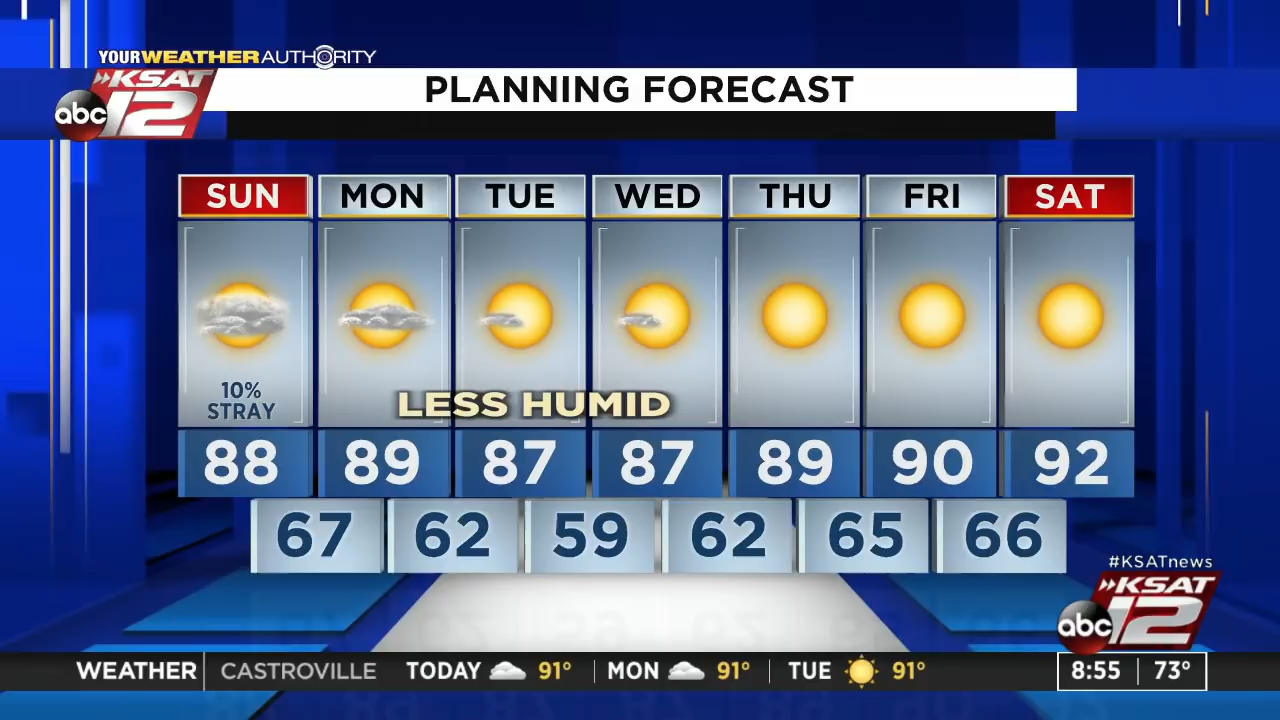 YOURWEATHERAUTHORITY
KSAT
abc 12
PLANNING FORECAST
SUN MON TUE WED THU FRI SAT
10%
STRAY
LESS HUMID
88 89 87 87 89 90 92
67 62 59 62 65 66
#KSATnews
KSAT
abc 12
WEATHER CASTROVILLE TODAY 91° MON 91° TUE 91° 8:55 73°